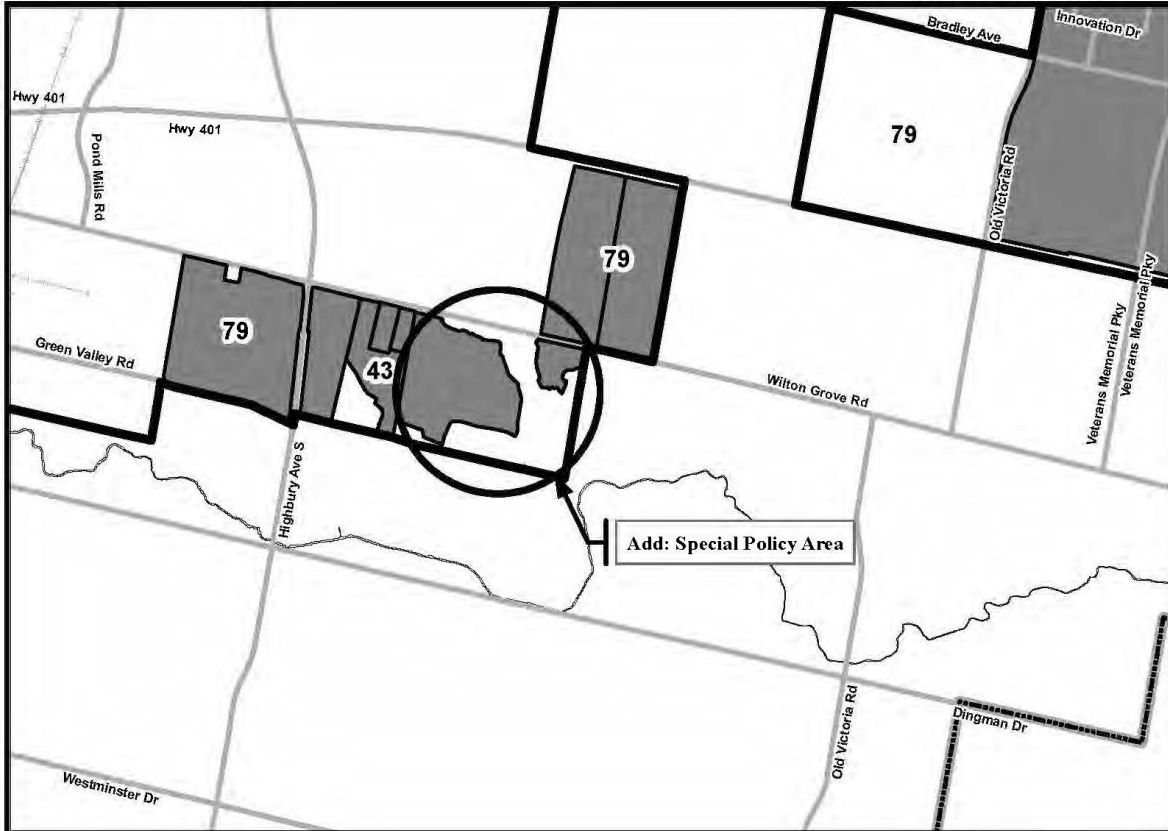 Bradley Ave
Innovation Dr
Hwy 401
Hwy 401
79
Pond Mills Rd
Old Victoria Rd
79
79
Veterans Memorial Pky
Veterans Memorial Pky
Green Valley Rd
43
Wilton Grove Rd
Highbury Ave S
Add: Special Policy Area
Old Victoria Rd
Dingman Dr
Westminster Dr